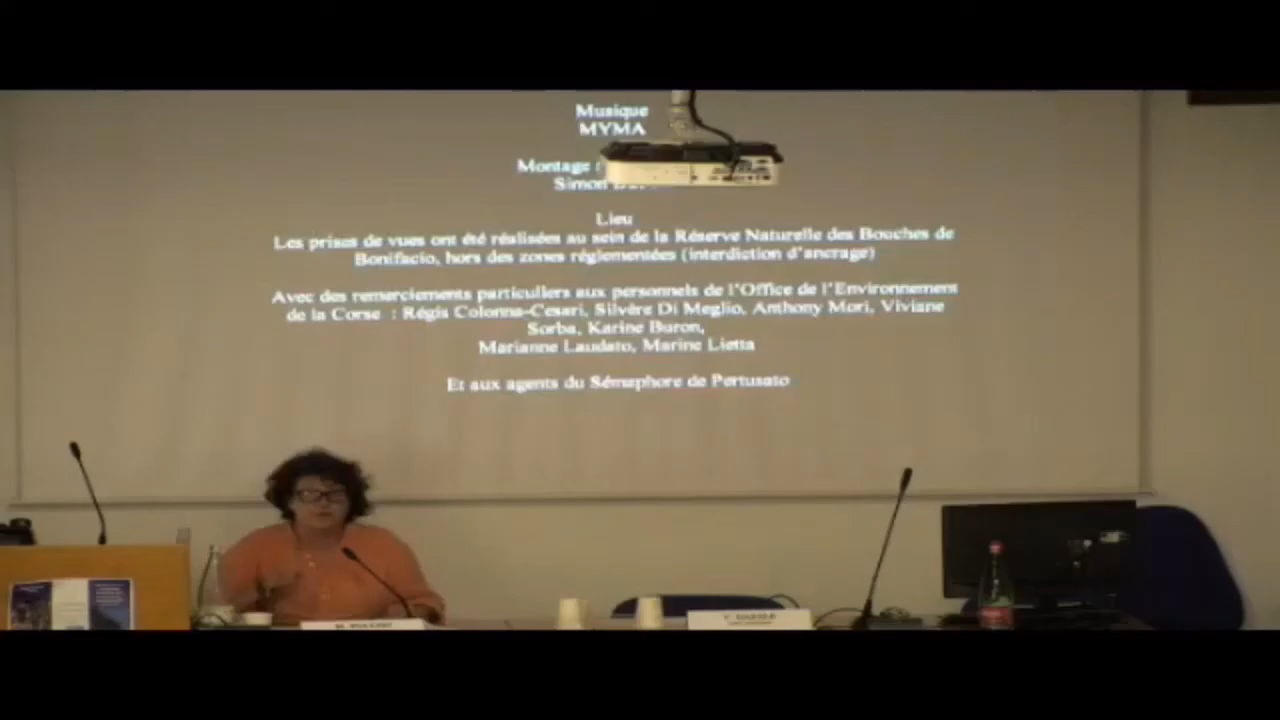 Musique
MYMA
Montage
Simon
Lieu
Les prises de vues ont été réalisées au sein de la Réserve Naturelle des Bouches de
Bonifacio, hors des zones réglementées (interdiction d'ancrage)
Avec des remerciements particuliers aux personnels de l'Office de l'Environnement
de la Corse : Régis Colonna-Cesari, Silvère Di Meglio, Anthony Mori, Viviane
Sorba, Karine Buron,
Marianne Laudato, Marine Lietta
Et aux agents du Sémaphore de Pertusato